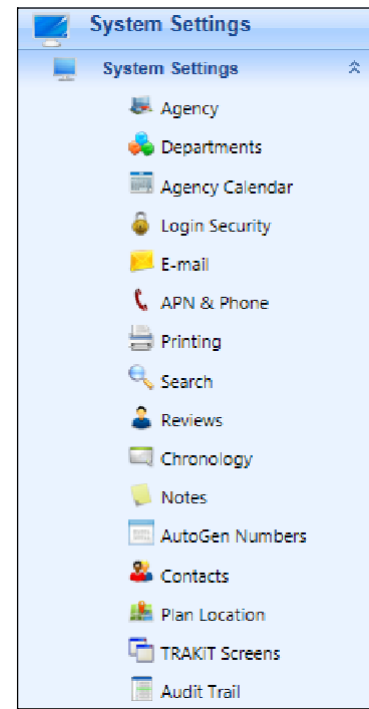 System Settings
System Settings
Agency
Departments
Agency Calendar
Login Security
E-mail
APN & Phone
Printing
Search
Reviews
Chronology
Notes
AutoGen Numbers
Contacts
Plan Location
TRAKiT Screens
Audit Trail